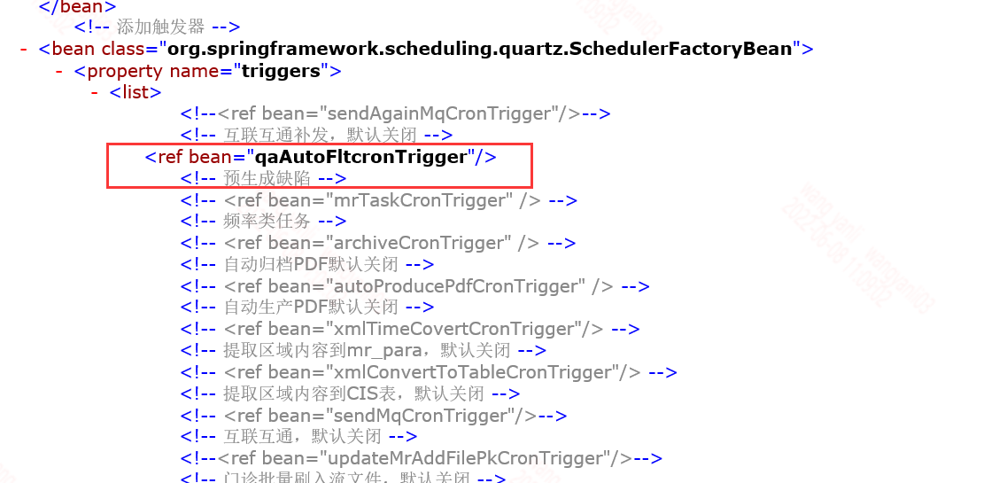 </bean>
<!-- 添加触发器 -->
- <bean class="org.springframework.scheduling.quartz.SchedulerFactoryBean">
- <property name="triggers">
- <list>
<!--<ref bean="sendAgainMqCronTrigger"/>-->
<!-- 互联互通补发，默认关闭 -->
<ref bean="qaAutoFltcronTrigger"/>
<!-- 预生成缺陷 -->
<!-- <ref bean="mrTaskCronTrigger" /> -->
<!-- 频率类任务 -->
<!-- <ref bean="archiveCronTrigger" /> -->
<!-- 自动归档PDF默认关闭 -->
<!-- <ref bean="autoProducePdfCronTrigger" /> -->
<!-- 自动生产PDF默认关闭 -->
<!-- <ref bean="xmlTimeCovertCronTrigger"/> -->
<!-- 提取区域内容到mr_para，默认关闭 -->
<!-- <ref bean="xmlConvertToTableCronTrigger"/> -->
<!-- 提取区域内容到CIS表，默认关闭 -->
<!-- <ref bean="sendMqCronTrigger"/>-->
<!-- 互联互通，默认关闭 -->
<!--<ref bean="updateMrAddFilePkCronTrigger"/>-->
<!-- 门诊批量刷入流文件，默认关闭 -->